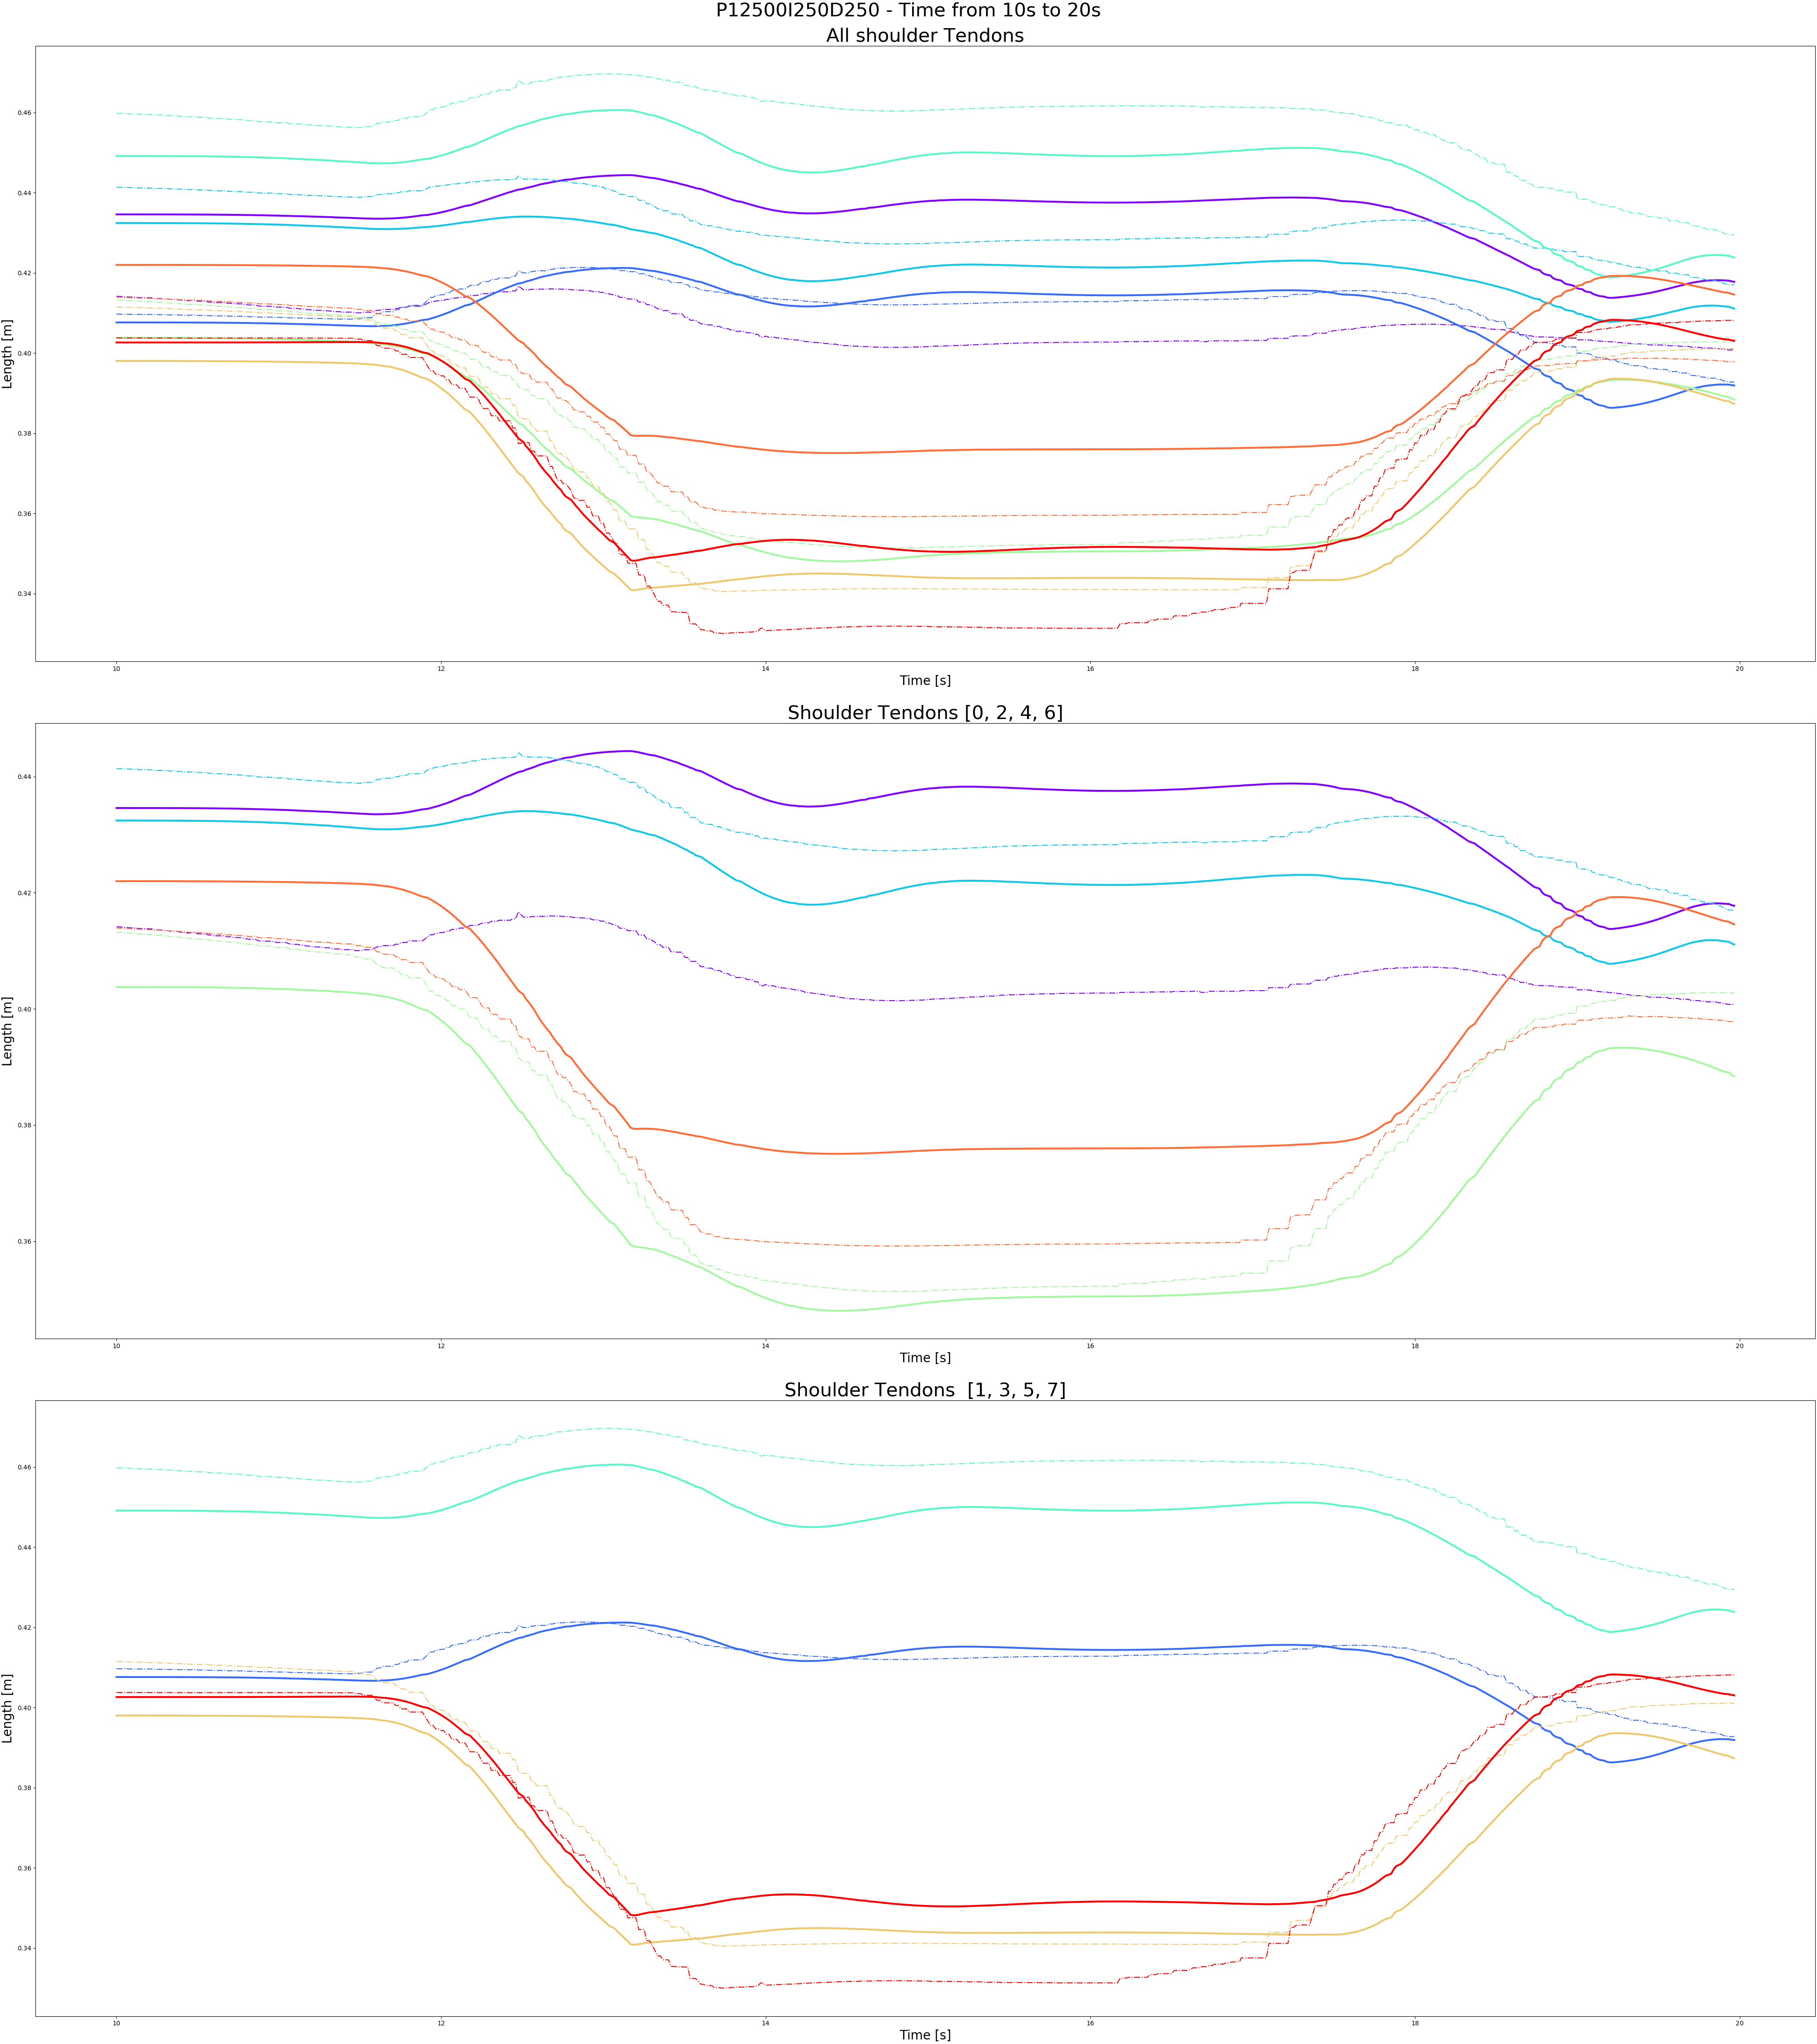 P12500I250D250 - Time from 10s to 20s
All shoulder Tendons
Length [m]
0.46
0.44
0.42
0.40
0.38
0.36
0.34
10 12 14 16 18 20
Time [s]
Shoulder Tendons [0, 2, 4, 6]
Length [m]
0.44
0.42
0.40
0.38
0.36
10 12 14 16 18 20
Time [s]
Shoulder Tendons  [1, 3, 5, 7]
Length [m]
0.46
0.44
0.42
0.40
0.38
0.36
0.34
10 12 14 16 18 20
Time [s]